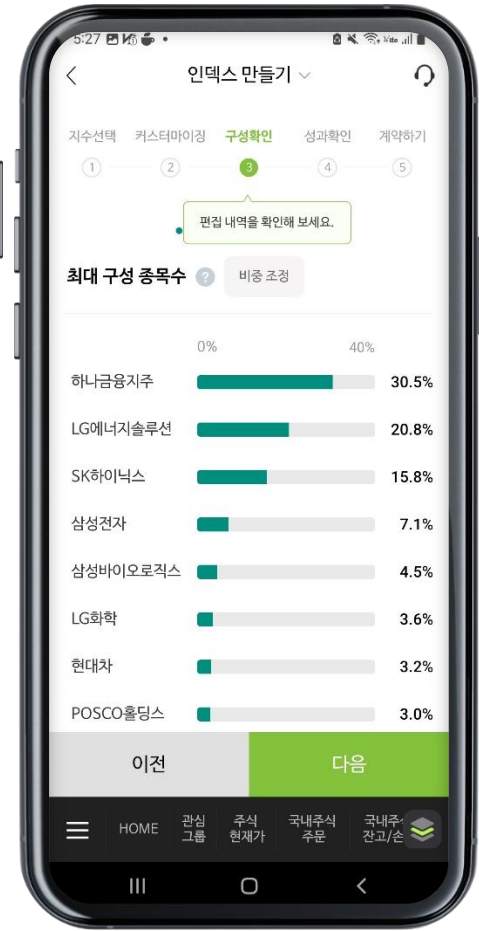 5:27
인덱스 만들기
지수선택 커스터마이징 구성확인 성과확인 계약하기
1 2 3 4 5
편집 내역을 확인해 보세요.
최대 구성 종목수 ? 비중 조정
0% 40%
하나금융지주 30.5%
LG에너지솔루션 20.8%
SK하이닉스 15.8%
삼성전자 7.1%
삼성바이오로직스 4.5%
LG화학 3.6%
현대차 3.2%
POSCO홀딩스 3.0%
이전 다음
HOME 관심 주식 국내주식
그룹 현재가 주문 잔고/손